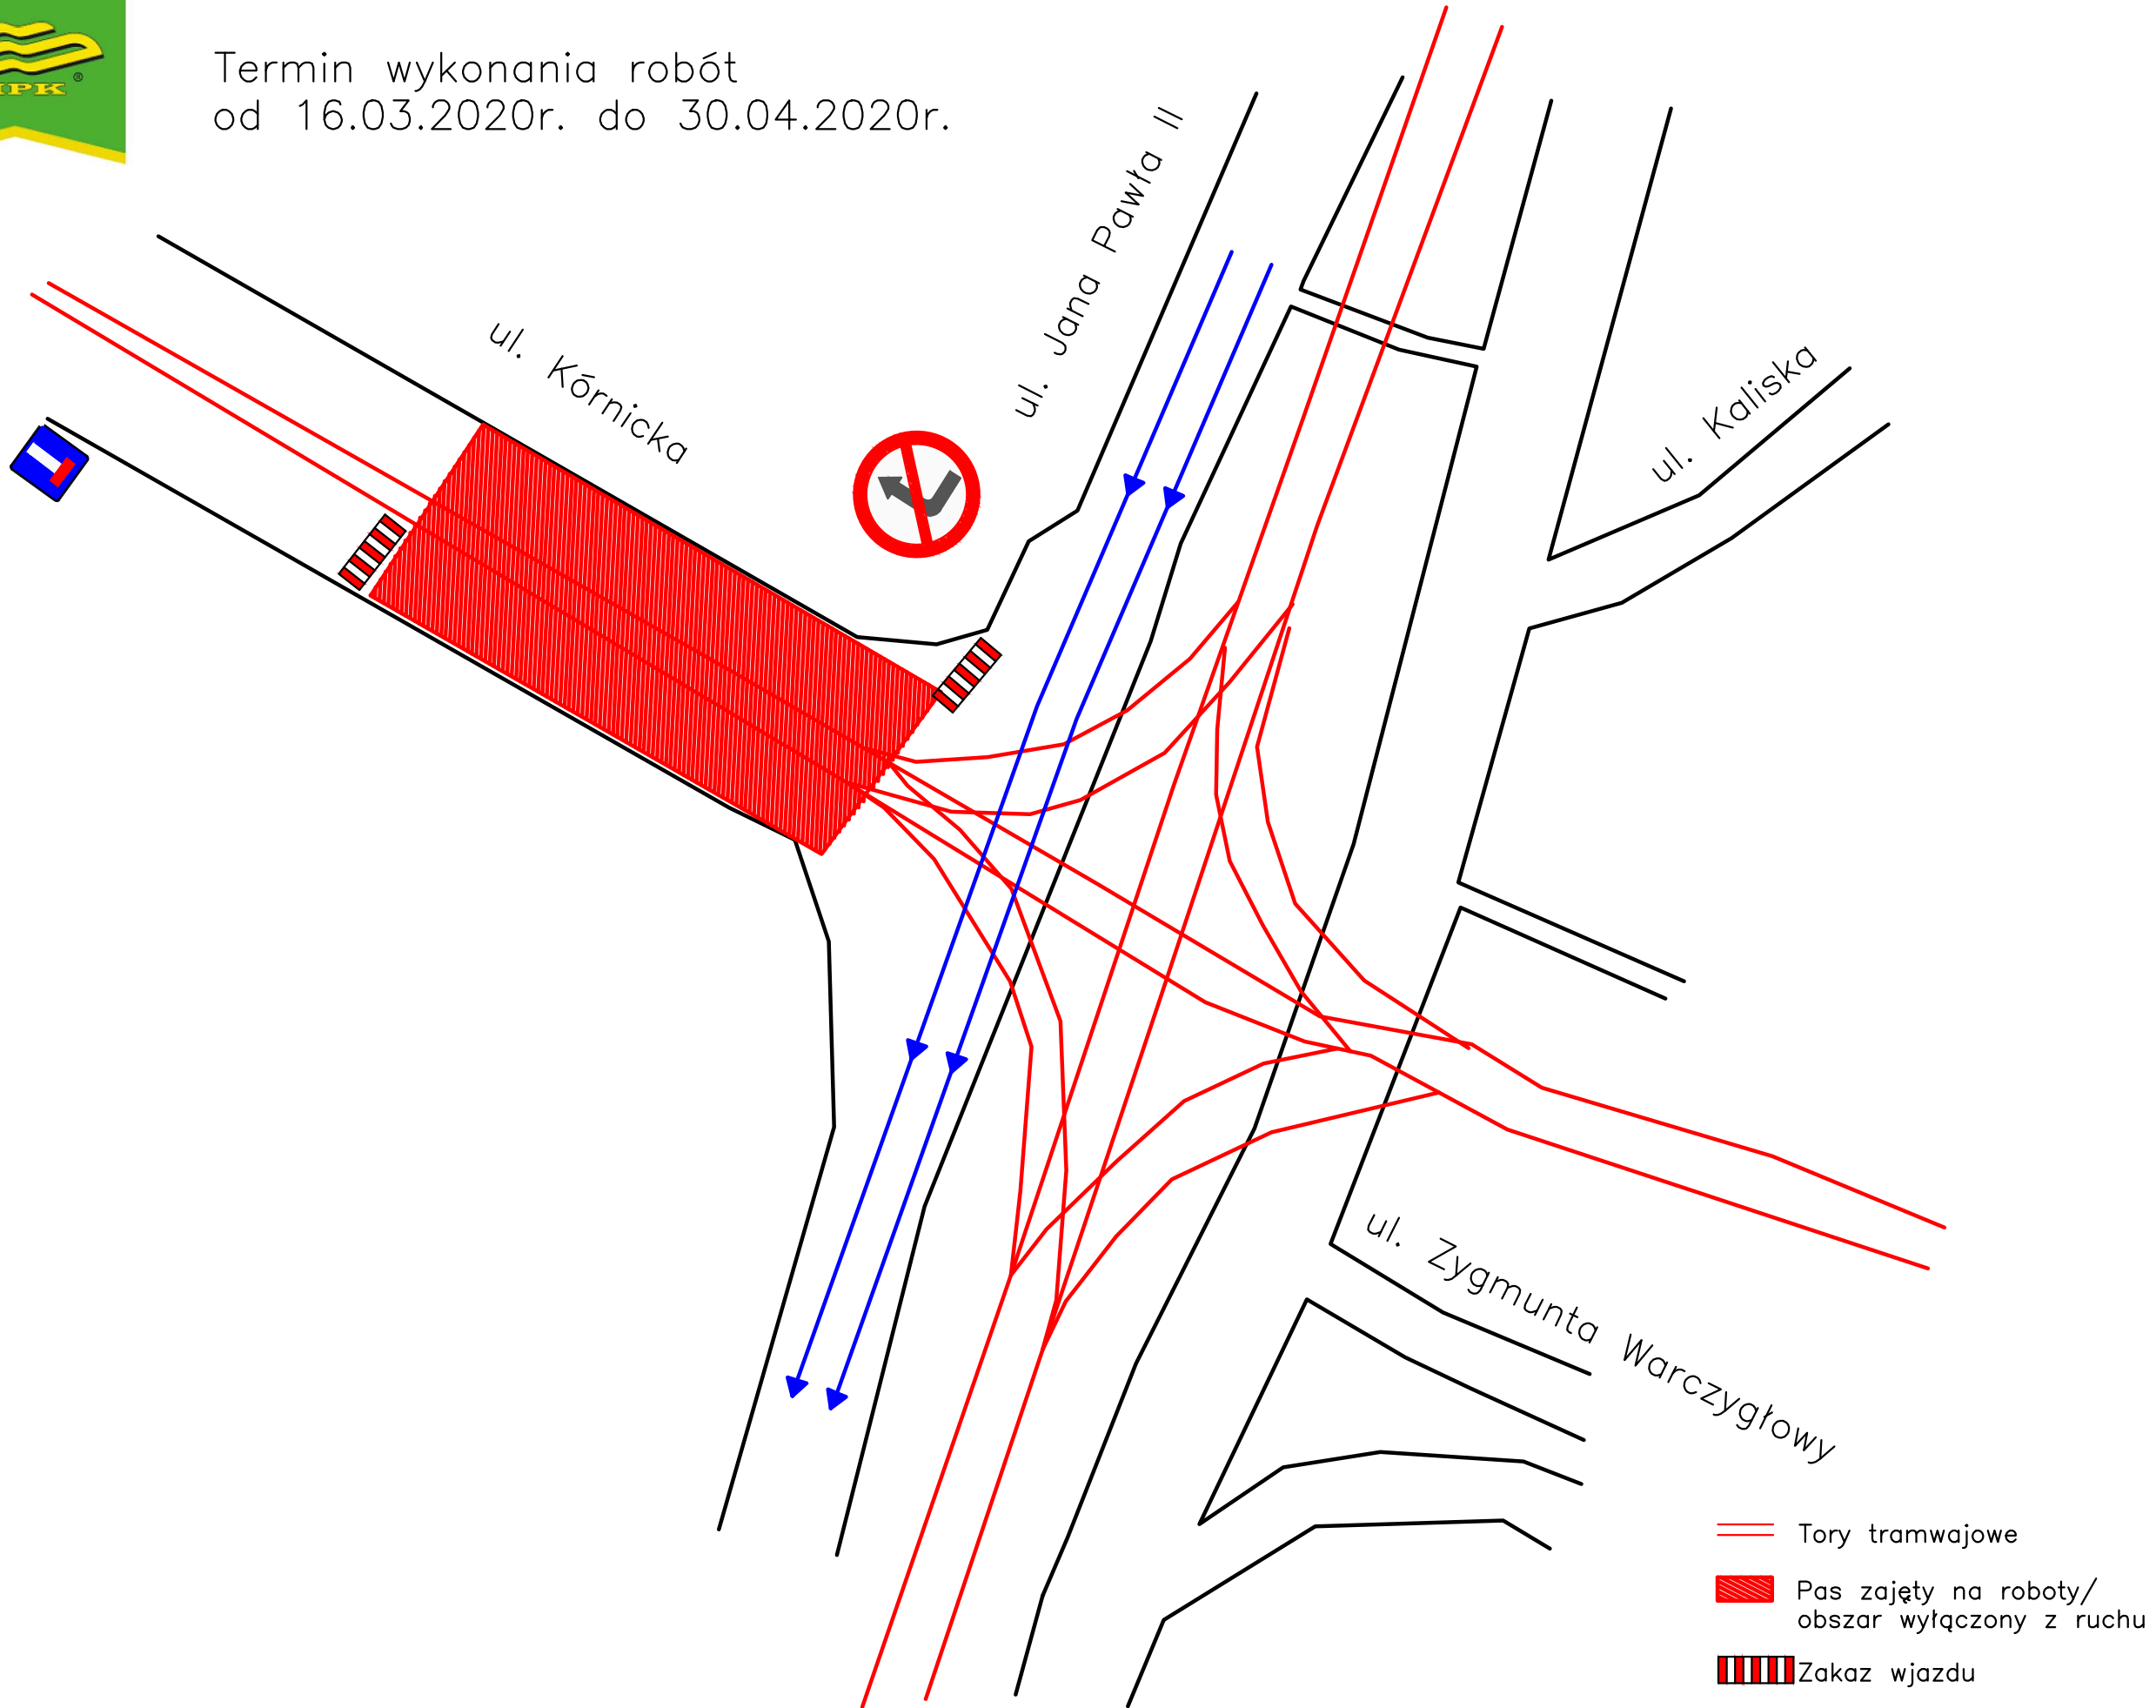 Termin wykonania robót
od 16.03.2020r. do 30.04.2020r.
MPK
®
ul. Jana Pawła II
ul. Kórnicka
ul. Kaliska
ul. Zygmunta Warczygłowy
Tory tramwajowe
Pas zajęty na roboty/
obszar wyłączony z ruchu
Zakaz wjazdu